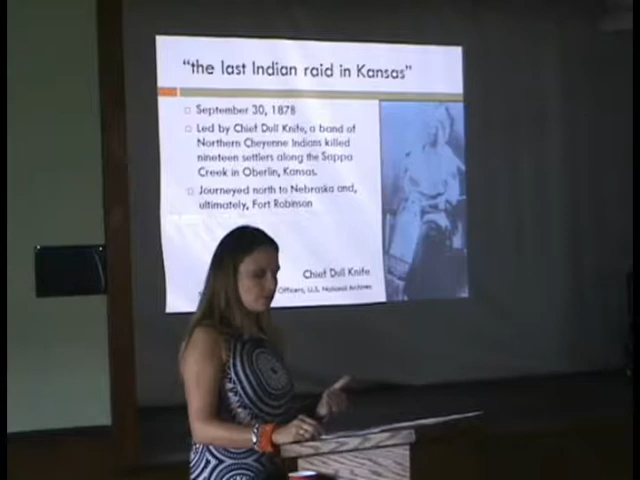 "the last Indian raid in Kansas"
September 30, 1878
Led by Chief Dull Knife, a band of
Northern Cheyenne Indians killed
nineteen settlers along the Sappa
Creek in Oberlin, Kansas.
Journeyed north to Nebraska and,
ultimately, Fort Robinson
Chief Dull Knife
Officers, U.S. National Archives